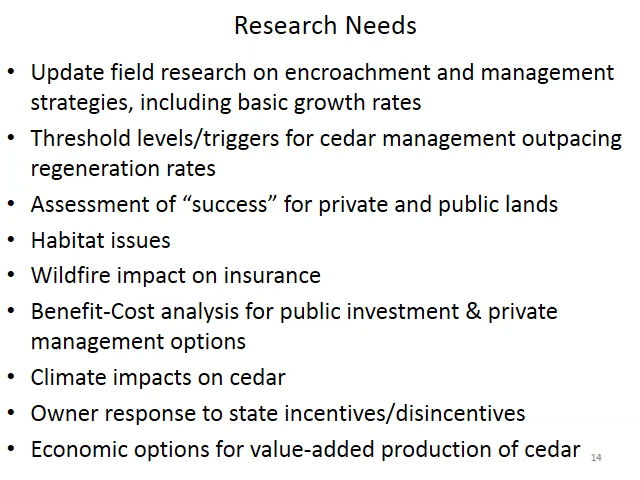 Research Needs
• Update field research on encroachment and management
strategies, including basic growth rates
• Threshold levels/triggers for cedar management outpacing
regeneration rates
• Assessment of “success” for private and public lands
• Habitat issues
• Wildfire impact on insurance
• Benefit-Cost analysis for public investment & private
management options
• Climate impacts on cedar
• Owner response to state incentives/disincentives
• Economic options for value-added production of cedar
14